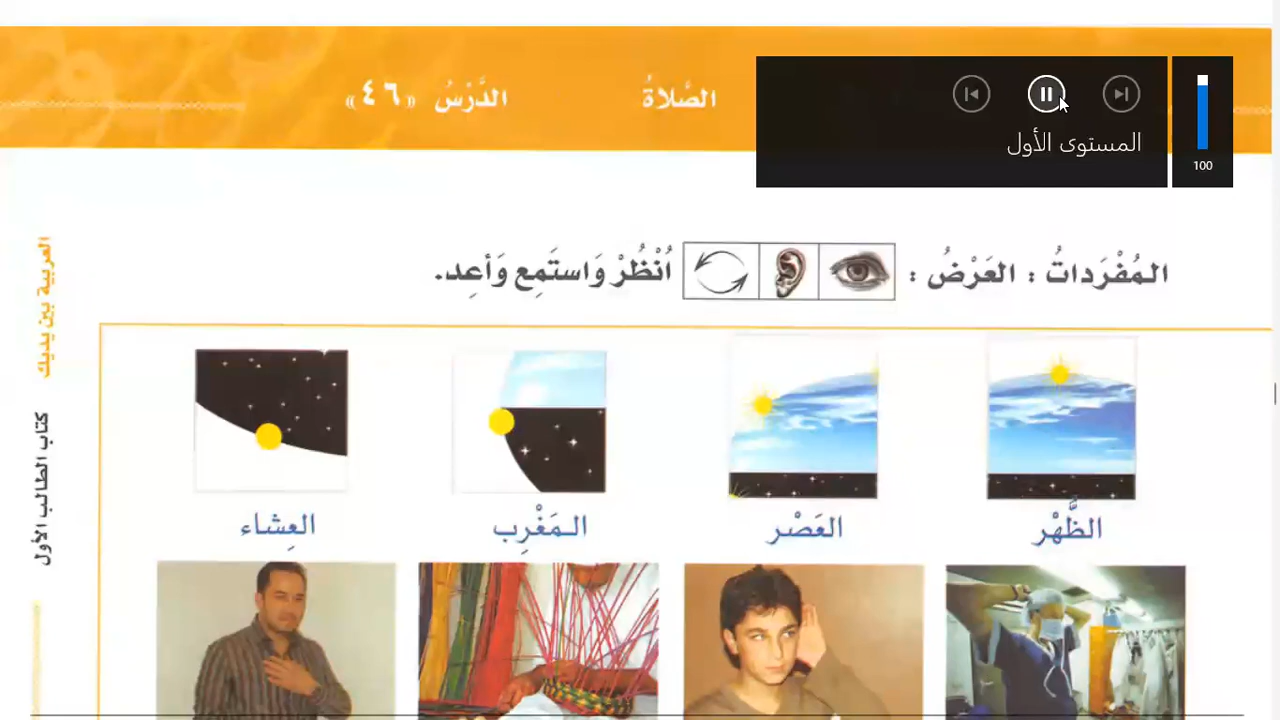 الصَّلاةُ الدَّرْسُ «٤٦»
المستوى الأول
100
المُفْرَداتُ : العَرْضُ : اُنْظُرْ وَاستَمِع وَأعِد.
الظُّهْر العَصْر المَغْرِب العِشاء
العربية بين يديك
كتاب الطالب الأول